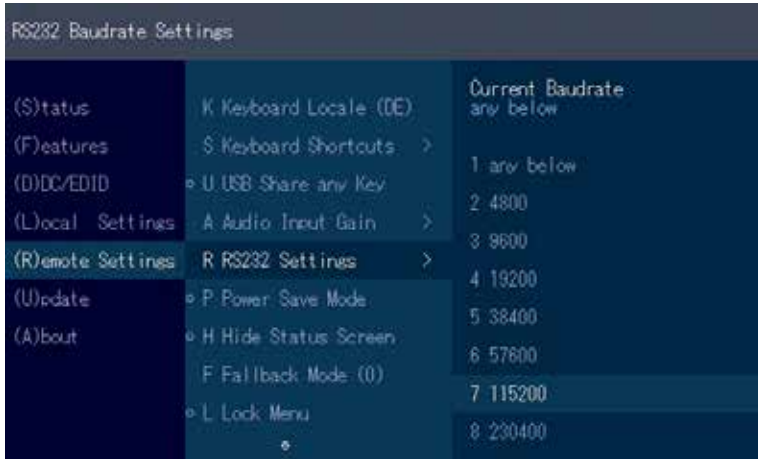 RS232 Baudrate Settings
(S)tatus
(F)eatures
(D)DC/EDID
(L)ocal Settings
(R)emote Settings
(U)pdate
(A)bout
K Keyboard Locale (DE)
S Keyboard Shortcuts >
U USB Share any Key
A Audio Input Gain >
R RS232 Settings >
P Power Save Mode
H Hide Status Screen
F Fallback Mode (0)
L Lock Menu
Current Baudrate
any below
1 any below
2 4800
3 9600
4 19200
5 38400
6 57600
7 115200
8 230400